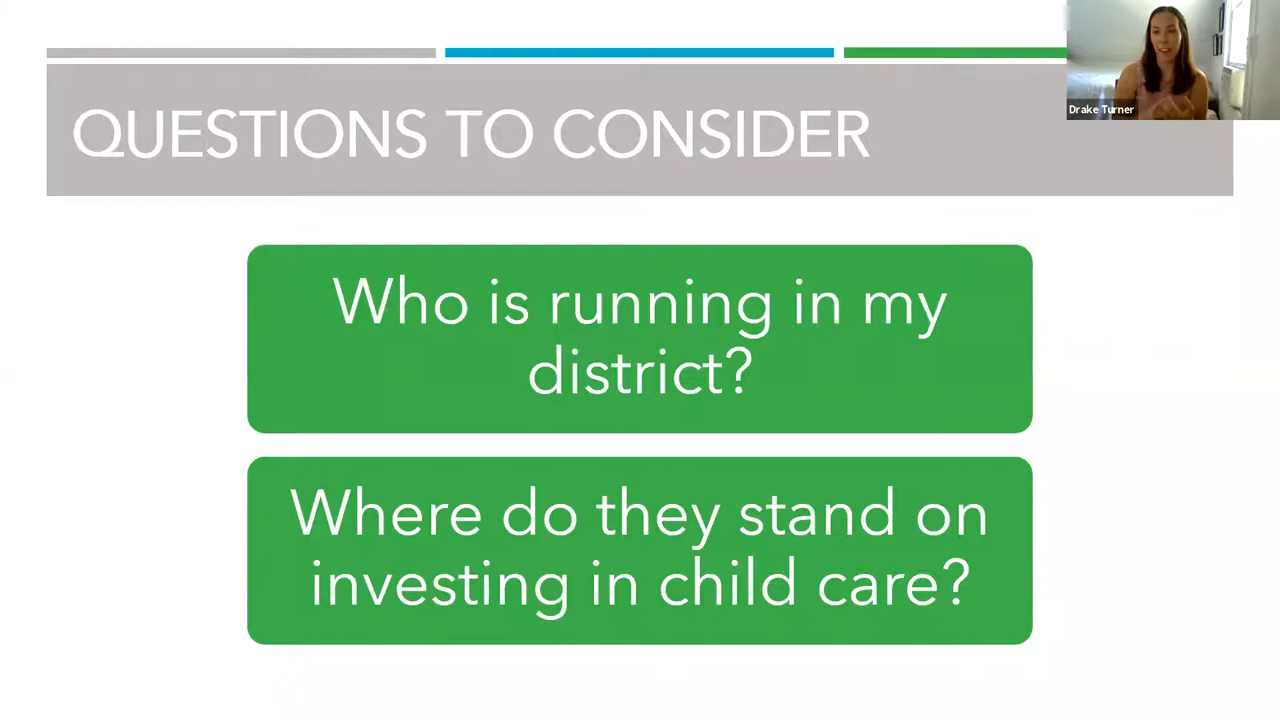 QUESTIONS TO CONSIDER
Drake Turner
Who is running in my
district?
Where do they stand on
investing in child care?